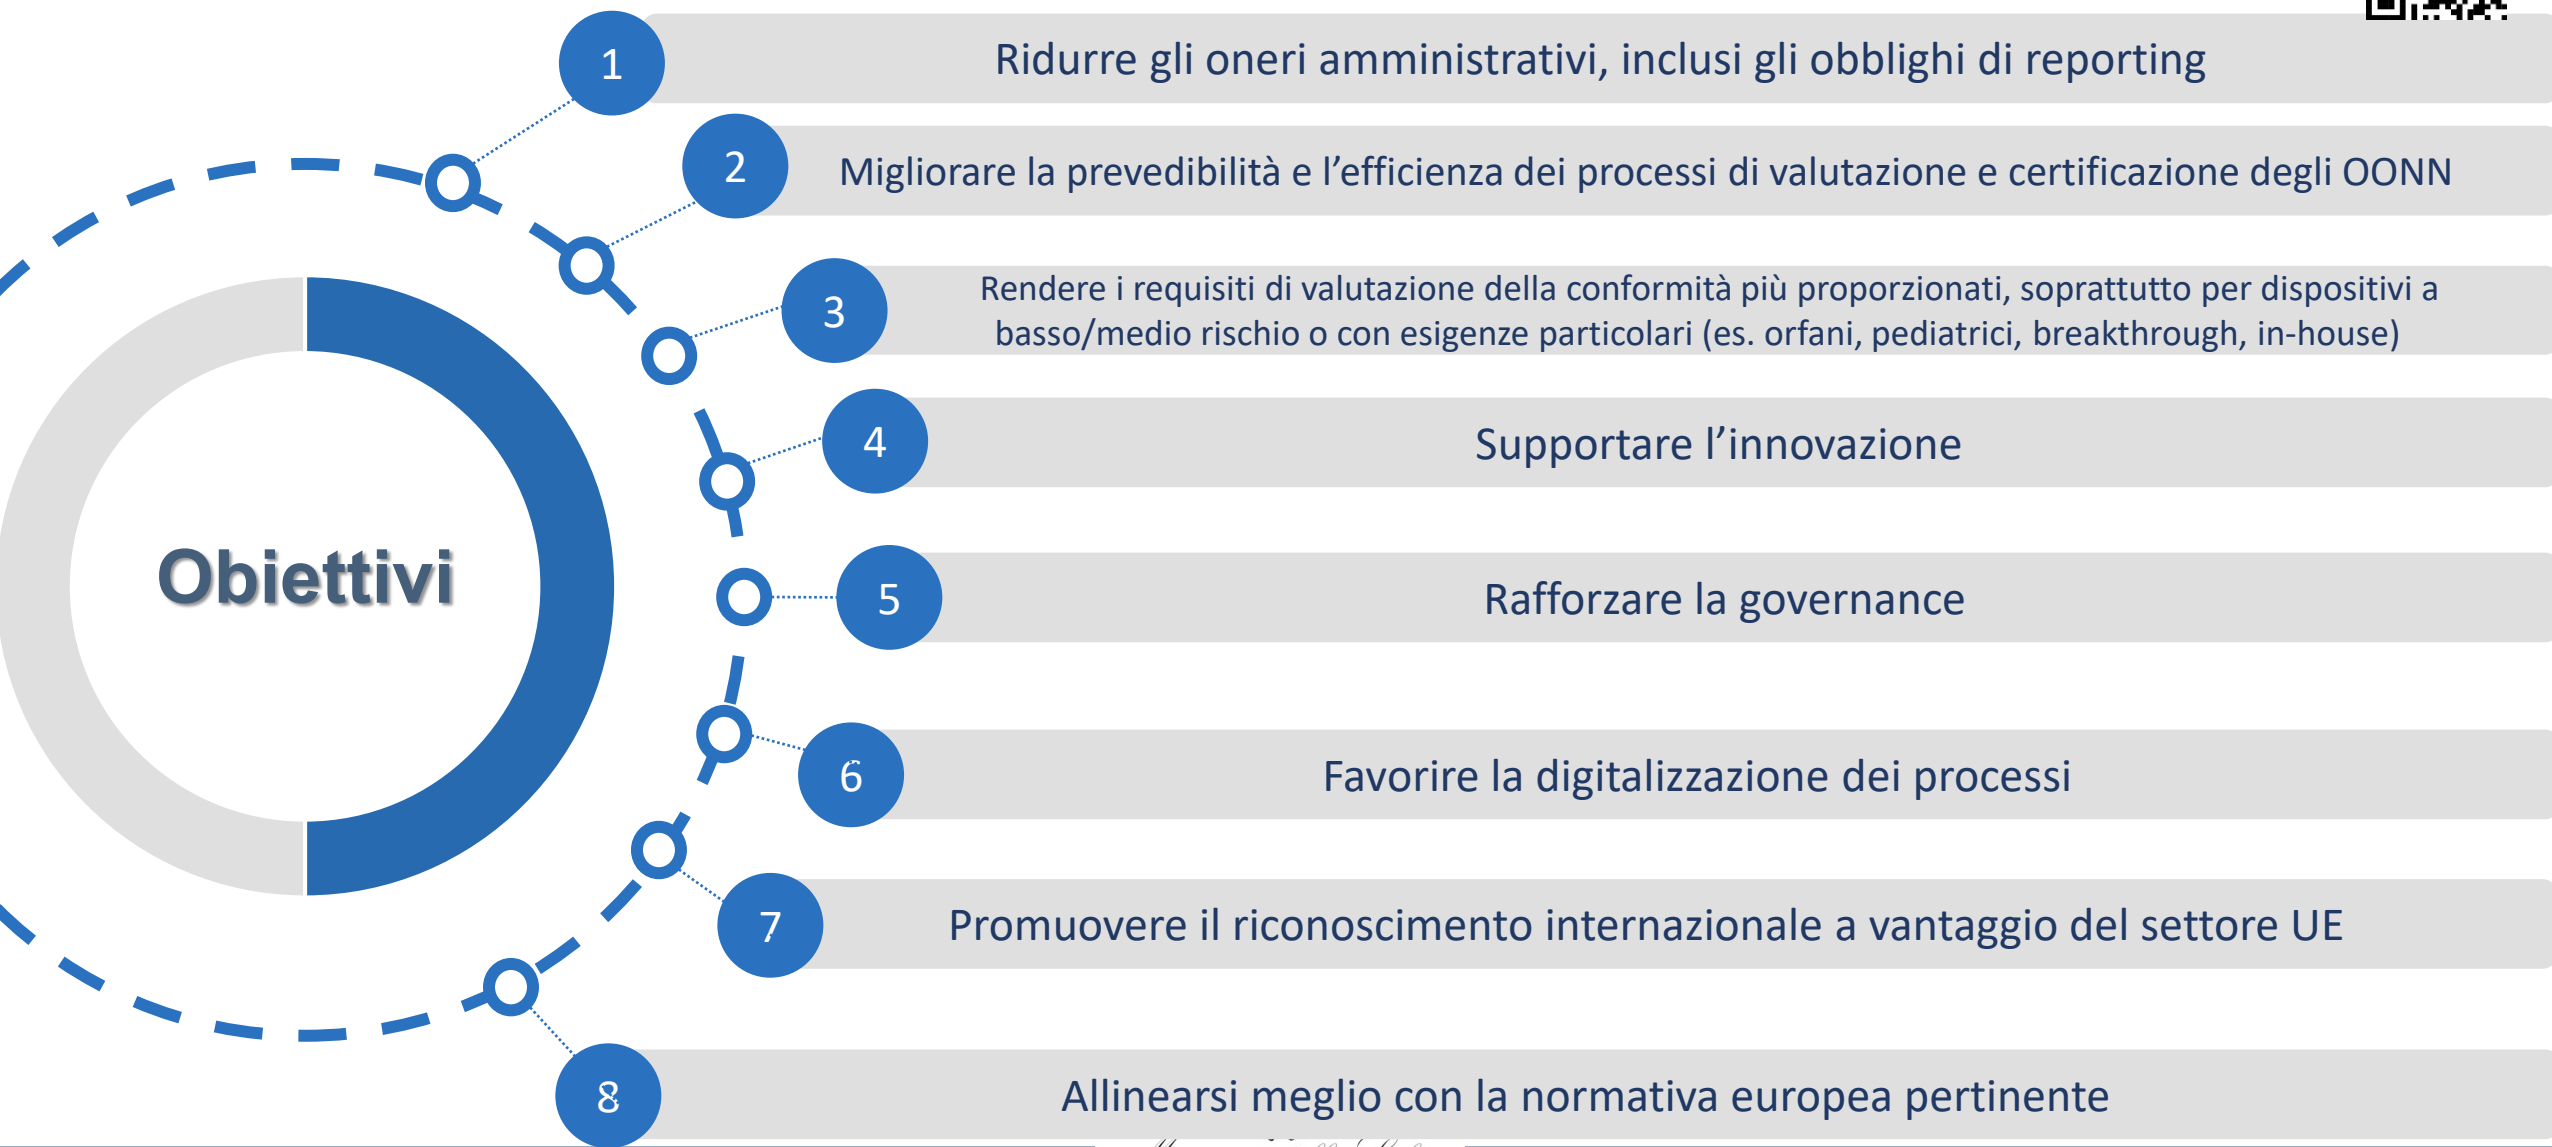 1
Ridurre gli oneri amministrativi, inclusi gli obblighi di reporting
2
Migliorare la prevedibilità e l’efficienza dei processi di valutazione e certificazione degli OONN
3
Rendere i requisiti di valutazione della conformità più proporzionati, soprattutto per dispositivi a
basso/medio rischio o con esigenze particolari (es. orfani, pediatrici, breakthrough, in-house)
4
Supportare l’innovazione
Obiettivi
5
Rafforzare la governance
6
Favorire la digitalizzazione dei processi
7
Promuovere il riconoscimento internazionale a vantaggio del settore UE
8
Allinearsi meglio con la normativa europea pertinente